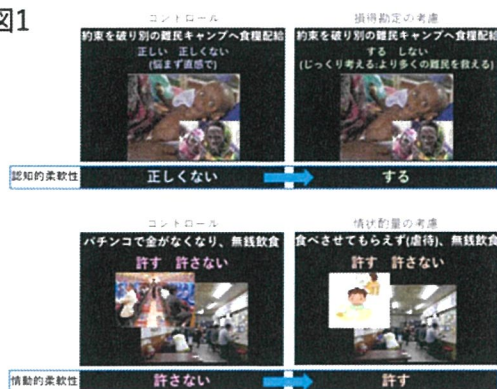 図1
コントロール
損得勘定の考慮
約束を破り別の難民キャンプへ食糧配給
約束を破り別の難民キャンプへ食糧配給
正しい 正しくない
(悩まず直感で)
する しない
(じっくり考える:より多くの難民を救える)
認知的柔軟性
正しくない
する
コントロール
情状酌量の考慮
パチンコで金がなくなり、無銭飲食
食べさせてもらえず(虐待)、無銭飲食
許す 許さない
許す 許さない
情動的柔軟性
許さない
許す